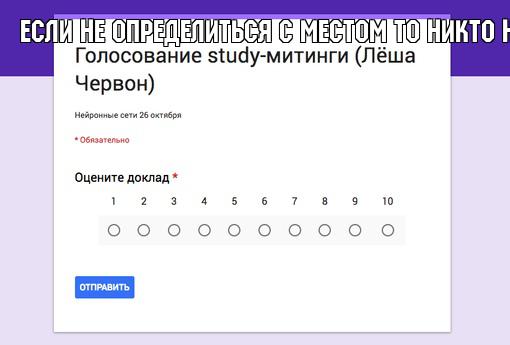 ЕСЛИ НЕ ОПРЕДЕЛИТЬСЯ С МЕСТОМ ТО НИКТО
Голосование study-митинги (Лёша
Червон)
Нейронные сети 26 октября
* Обязательно
Оцените доклад *
1 2 3 4 5 6 7 8 9 10
ОТПРАВИТЬ